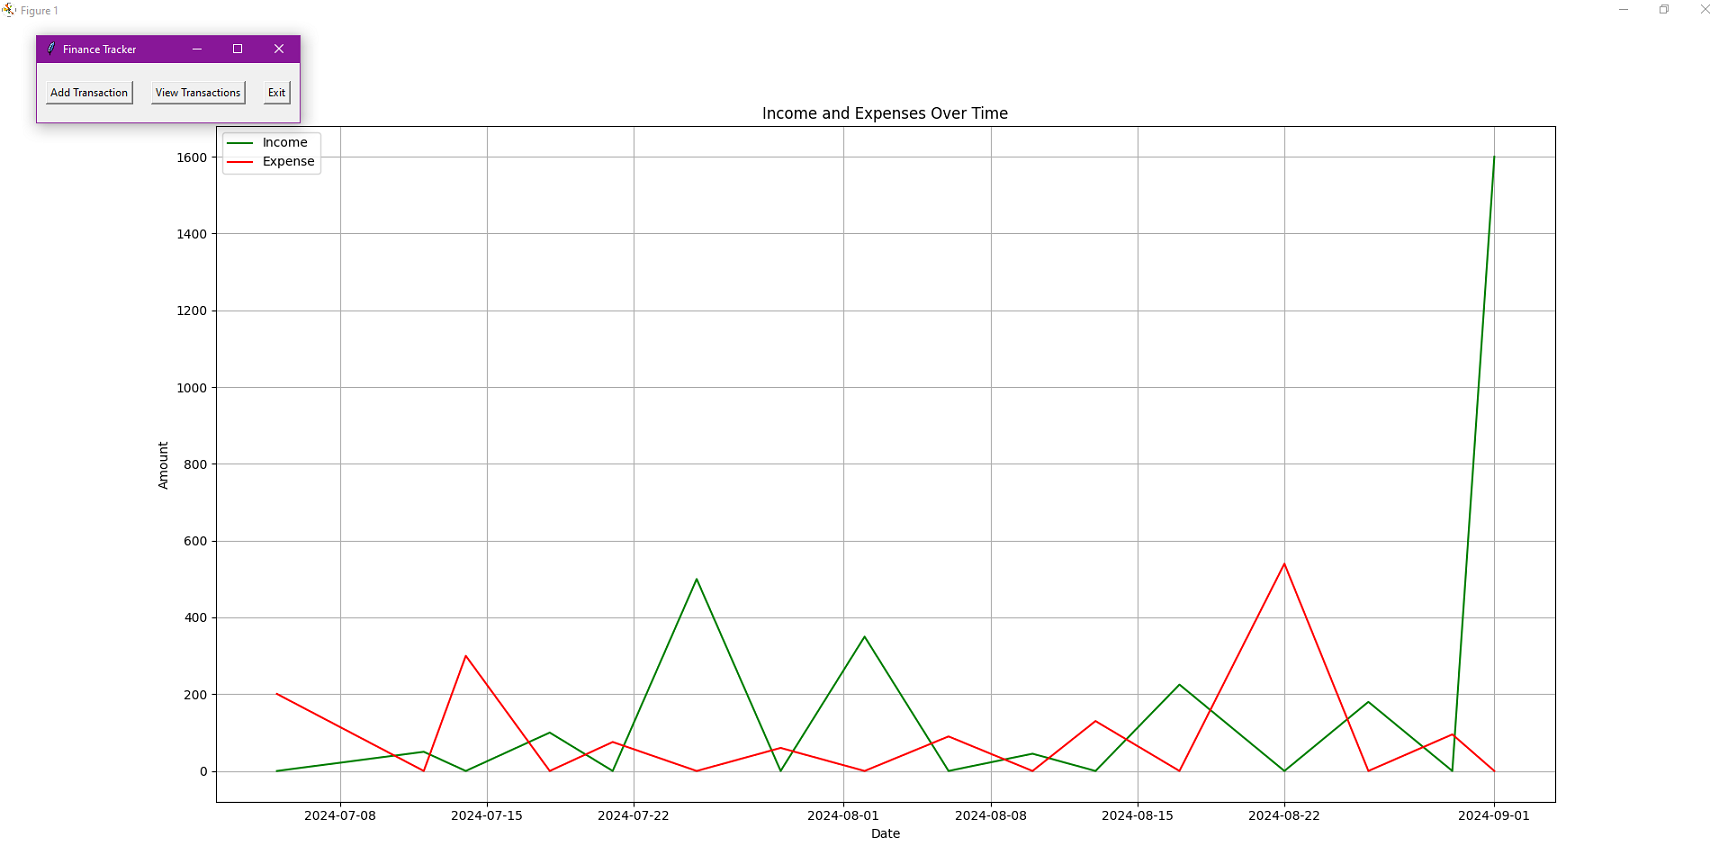 Figure 1
Finance Tracker
Add Transaction View Transactions Exit
Income and Expenses Over Time
Income
Expense
1600
1400
1200
1000
800
600
400
200
0
Amount
2024-07-08 2024-07-15 2024-07-22 2024-08-01 2024-08-08 2024-08-15 2024-08-22 2024-09-01
Date